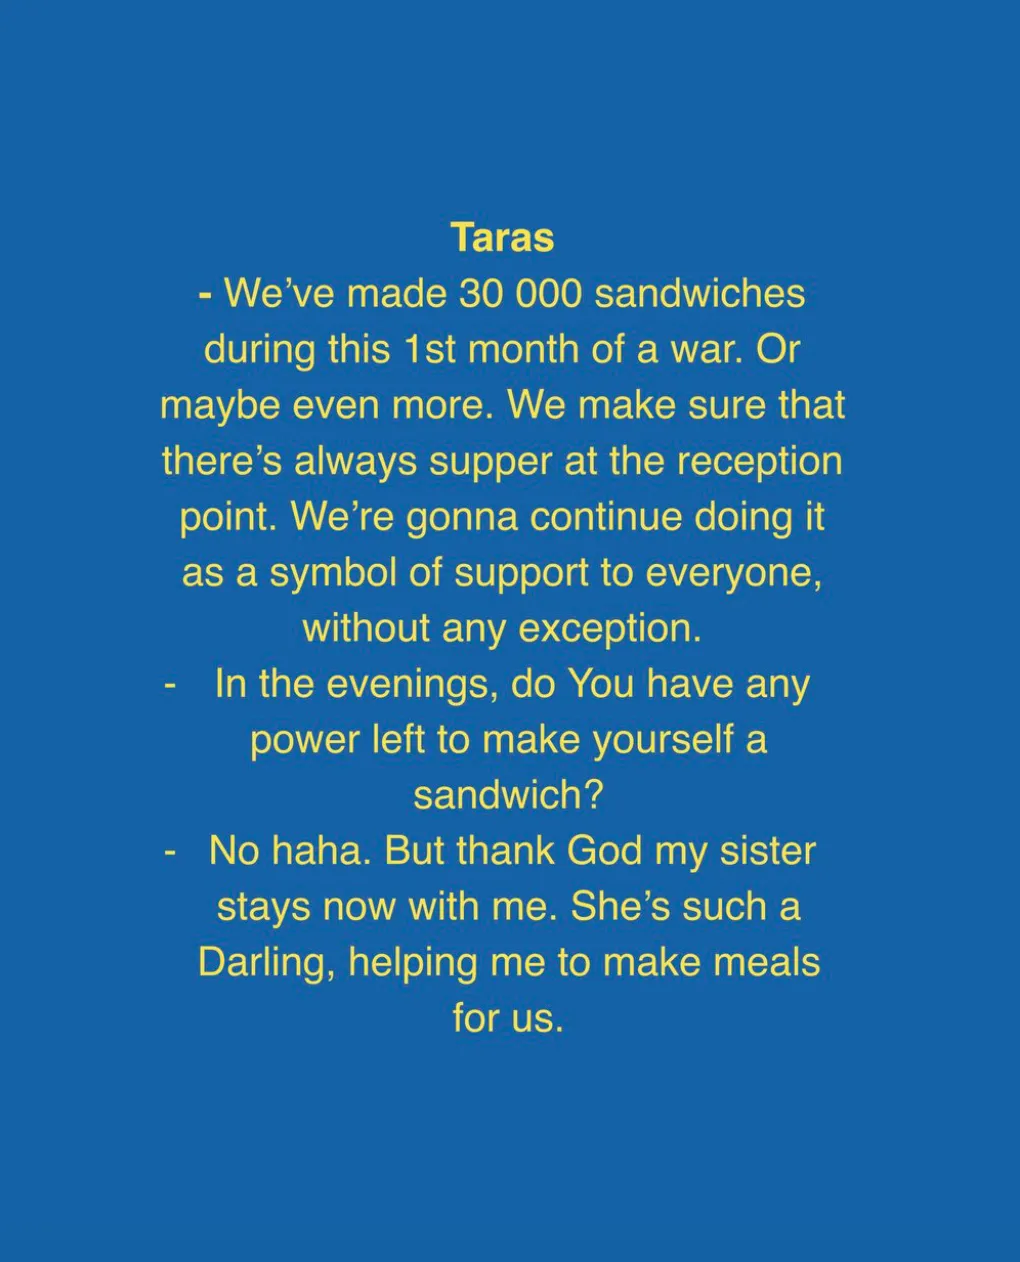 Taras
- We’ve made 30 000 sandwiches
during this 1st month of a war. Or
maybe even more. We make sure that
there’s always supper at the reception
point. We’re gonna continue doing it
as a symbol of support to everyone,
without any exception.
- In the evenings, do You have any
power left to make yourself a
sandwich?
- No haha. But thank God my sister
stays now with me. She’s such a
Darling, helping me to make meals
for us.